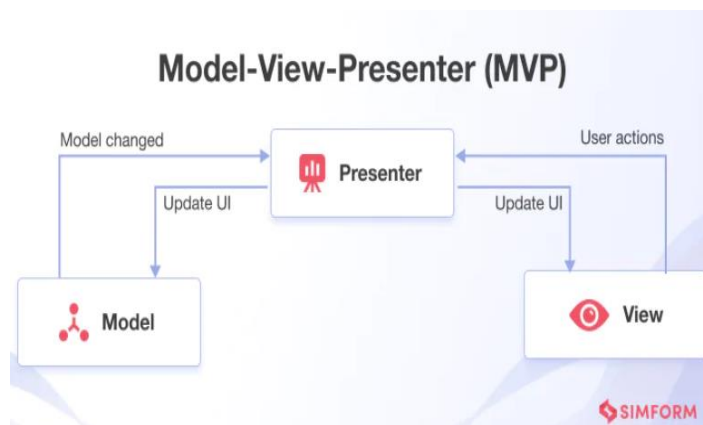 Model-View-Presenter (MVP)
Model changed
User actions
Presenter
Update UI
Update UI
Model
View
SIMFORM